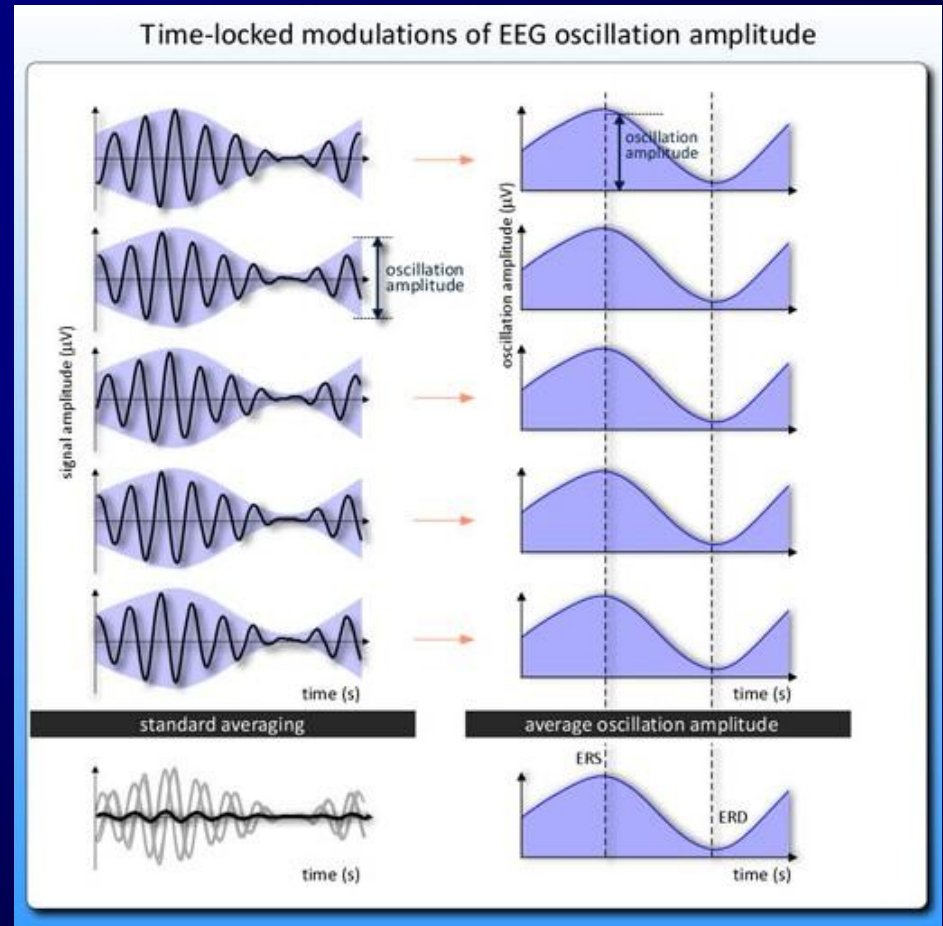 Time-locked modulations of EEG oscillation amplitude
signal amplitude (µV)
oscillation
amplitude
time (s)
standard averaging
time (s)
oscillation amplitude (µV)
oscillation
amplitude
time (s)
average oscillation amplitude
ERS
ERD
time (s)